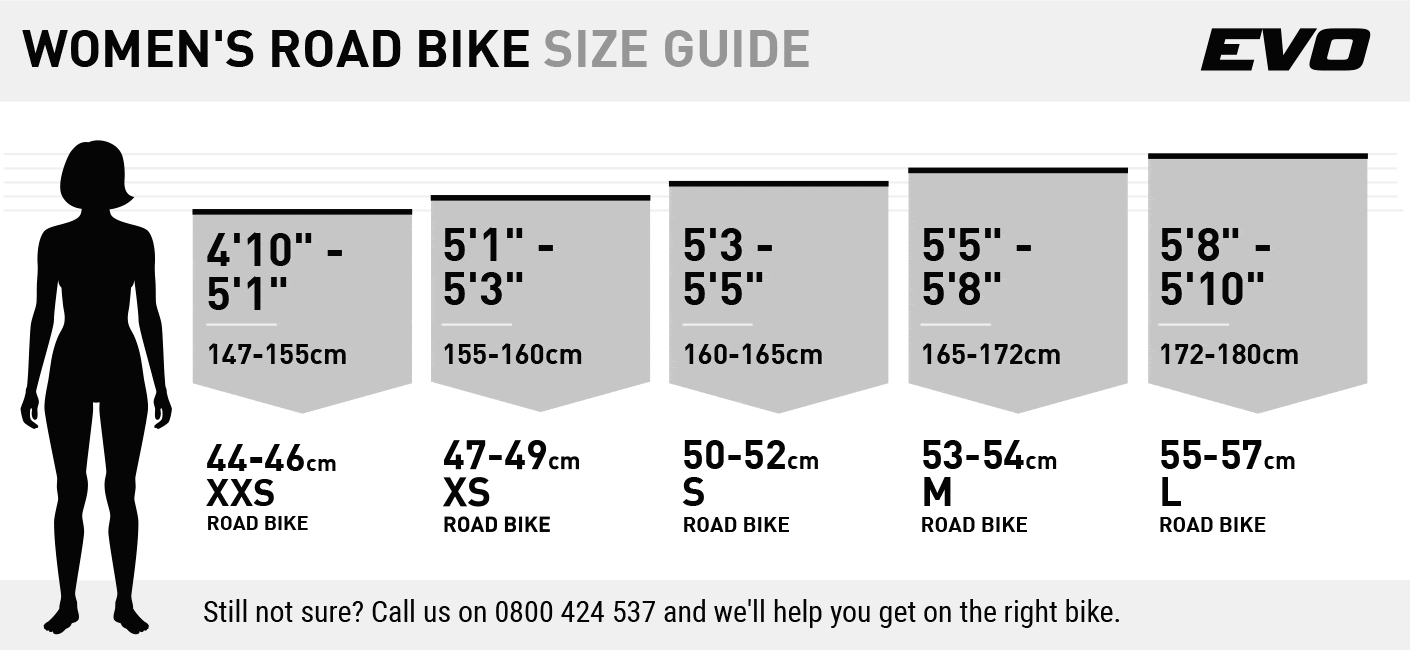 WOMEN'S ROAD BIKE SIZE GUIDE
EVO
4'10" -
5'1"
147-155cm
44-46cm
XXS
ROAD BIKE
5'1" -
5'3"
155-160cm
47-49cm
XS
ROAD BIKE
5'3 -
5'5"
160-165cm
50-52cm
S
ROAD BIKE
5'5" -
5'8"
165-172cm
53-54cm
M
ROAD BIKE
5'8" -
5'10"
172-180cm
55-57cm
L
ROAD BIKE
Still not sure? Call us on 0800 424 537 and we'll help you get on the right bike.